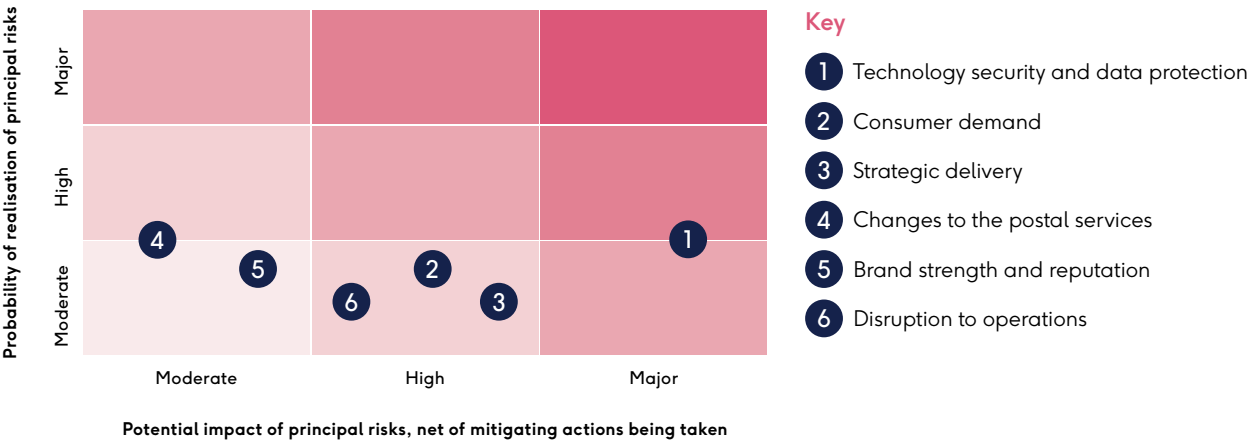 Probability of realisation of principal risks
Major
High
Moderate
4
5
6
2
3
1
Moderate
High
Major
Potential impact of principal risks, net of mitigating actions being taken
Key
1 Technology security and data protection
2 Consumer demand
3 Strategic delivery
4 Changes to the postal services
5 Brand strength and reputation
6 Disruption to operations